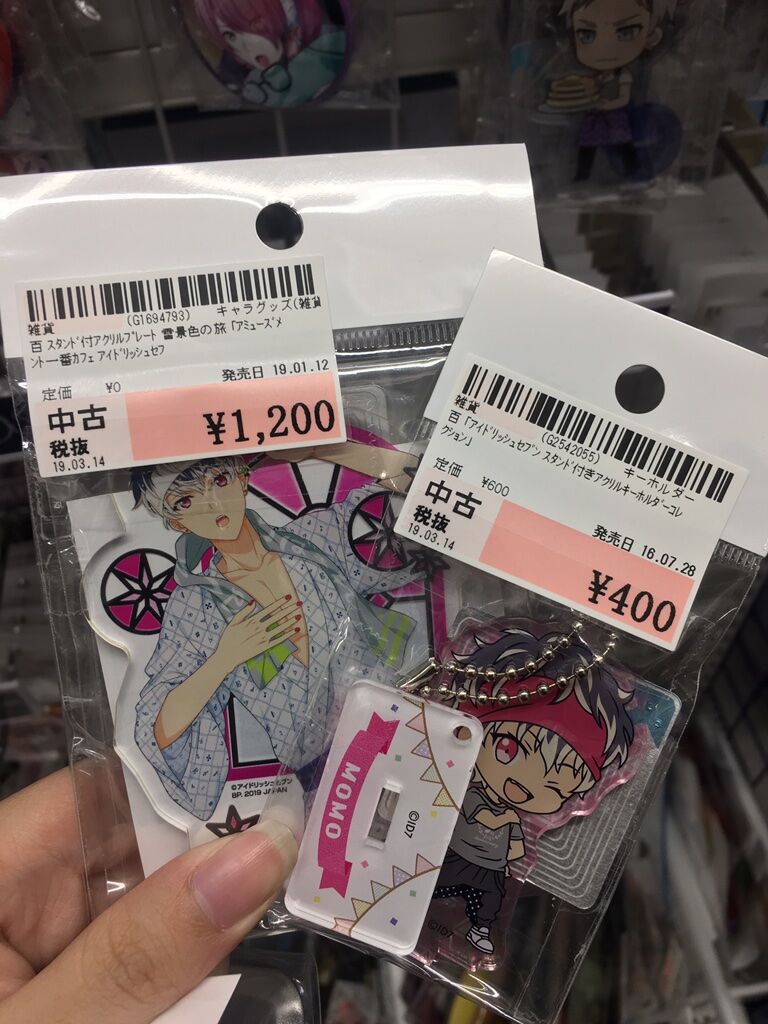 雑貨 (G1694793) キャラグッズ(雑貨
百 スタンド付アクリルプレート 雪景色の旅 「アミューズメ
ント一番カフェ アイドリッシュセブ
発売日 19.01.12
定価 ¥0
中古
税抜
¥1,200
19.03.14
雑貨 (G2542055) キーホルダー
百「アイドリッシュセブン スタンド付きアクリルキーホルダーコレ
クション」
定価 ¥600
発売日 16.07.28
中古
税抜
¥400
19.03.14
©アイドリッシュセブン
BP. 2019 JAPAN
MOMO
©ID7
©ID7